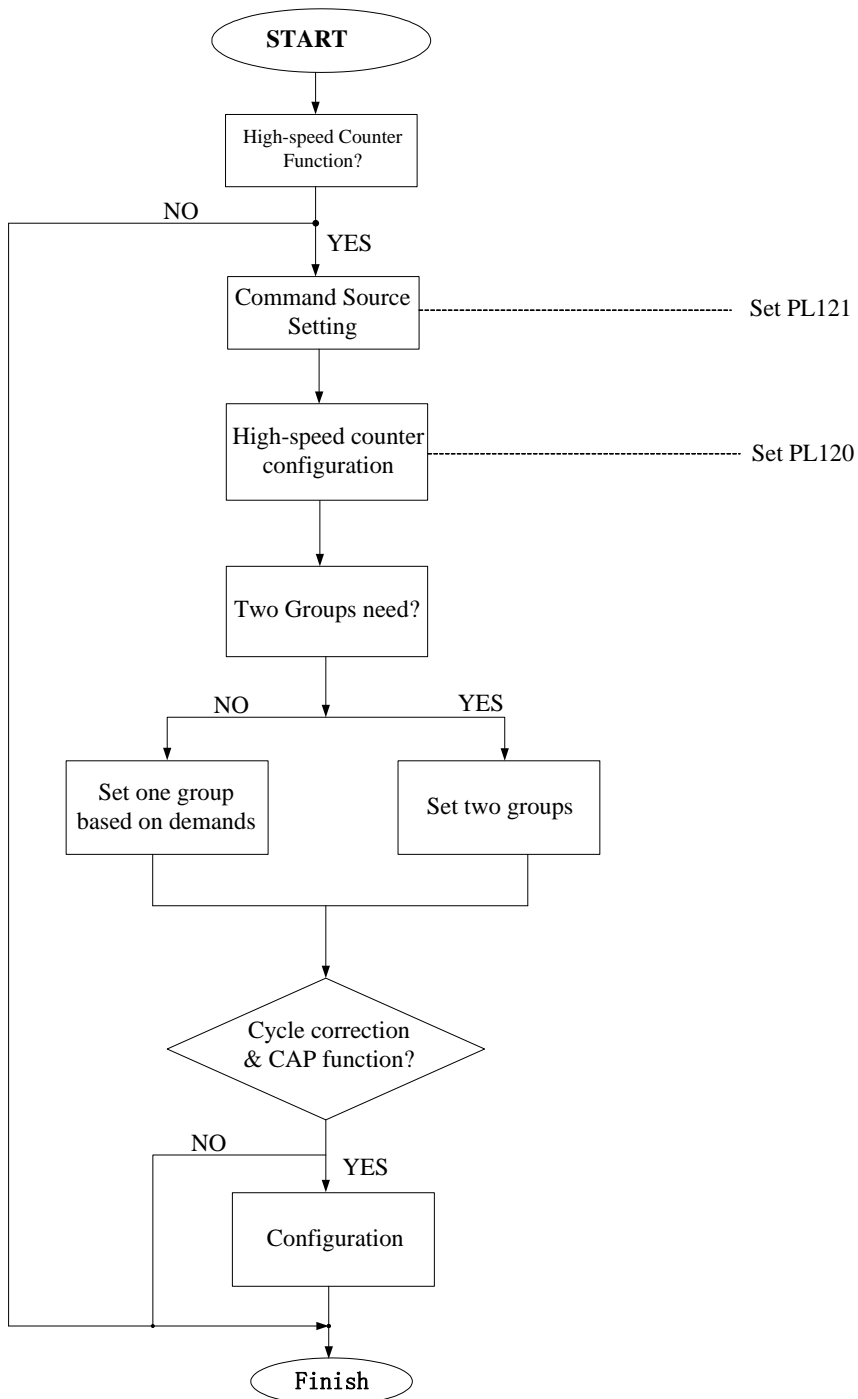 START
High-speed Counter
Function?
NO
YES
Command Source
Setting
Set PL121
High-speed counter
configuration
Set PL120
Two Groups need?
NO
YES
Set one group
based on demands
Set two groups
Cycle correction
& CAP function?
NO
YES
Configuration
Finish